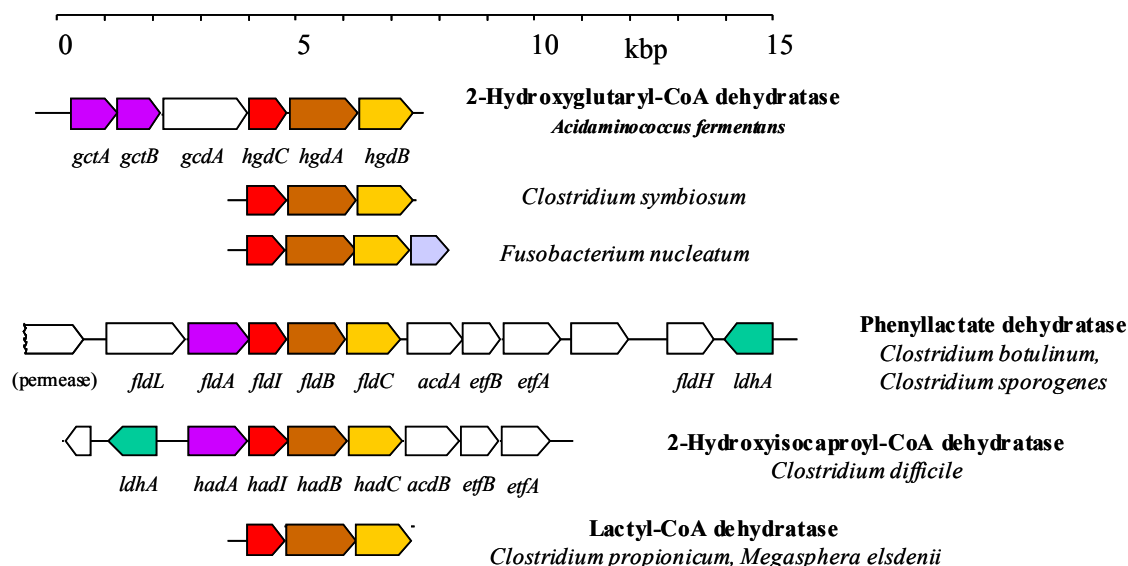 0 5 10 kbp 15
2-Hydroxyglutaryl-CoA dehydratase
Acidaminococcus fermentans
gctA gctB gcdA hgdC hgdA hgdB
Clostridium symbiosum
Fusobacterium nucleatum
Phenyllactate dehydratase
Clostridium botulinum,
Clostridium sporogenes
(permease) fldL fldA fldI fldB fldC acdA etfB etfA fldH ldhA
2-Hydroxyisocaproyl-CoA dehydratase
Clostridium difficile
ldhA hadA hadI hadB hadC acdB etfB etfA
Lactyl-CoA dehydratase
Clostridium propionicum, Megasphera elsdenii